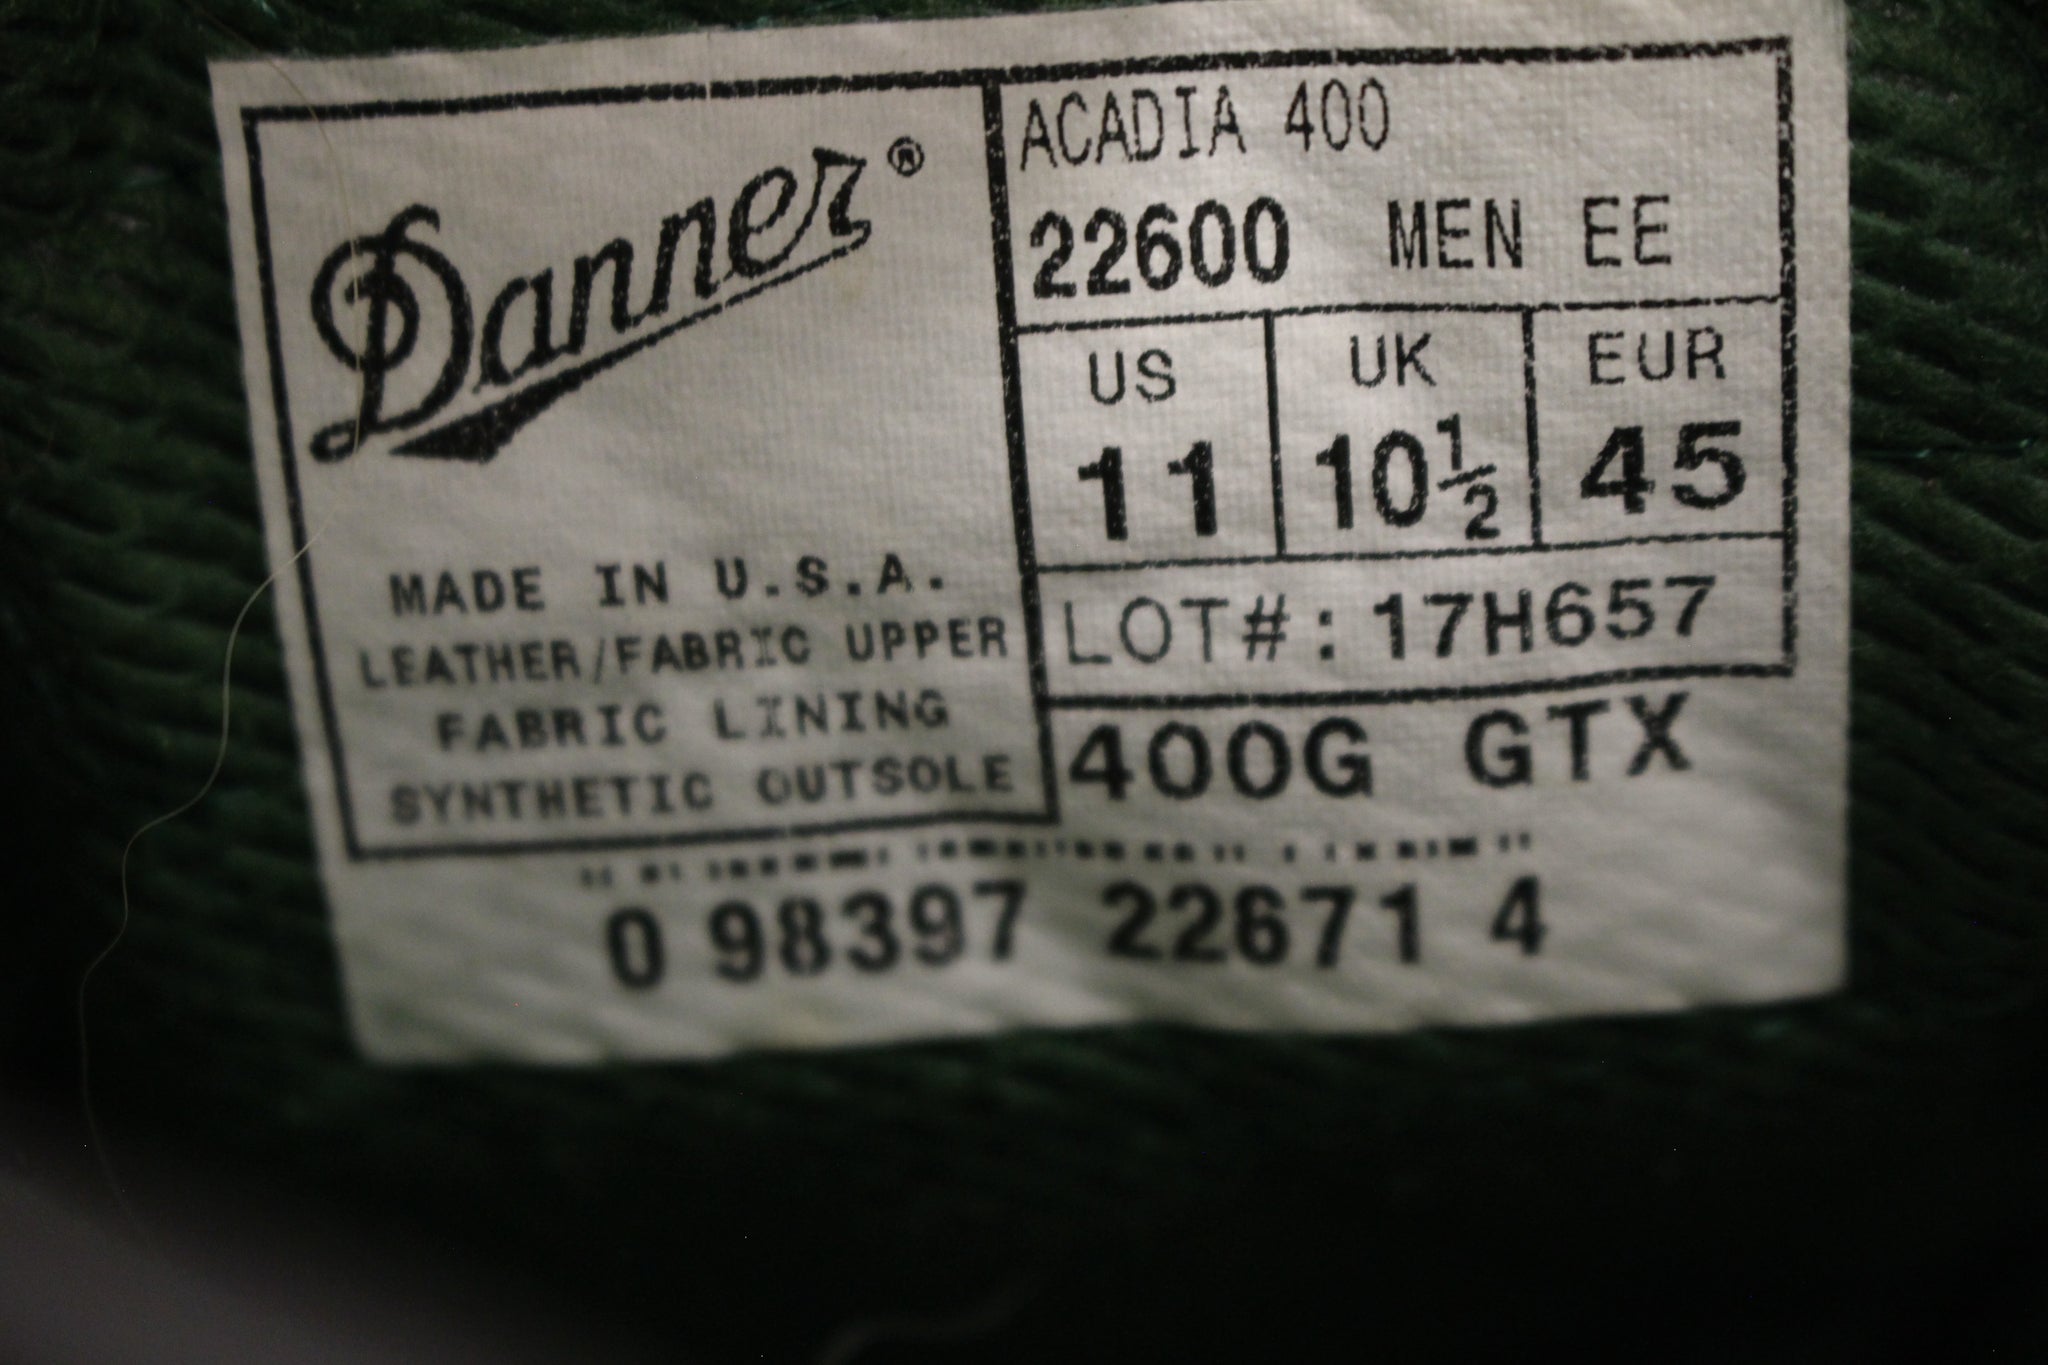 Danner®
MADE IN U.S.A.
LEATHER/FABRIC UPPER
FABRIC LINING
SYNTHETIC OUTSOLE
ACADIA 400
22600 MEN EE
US UK EUR
11 10½ 45
LOT#: 17H657
400G GTX
0 98397 22671 4